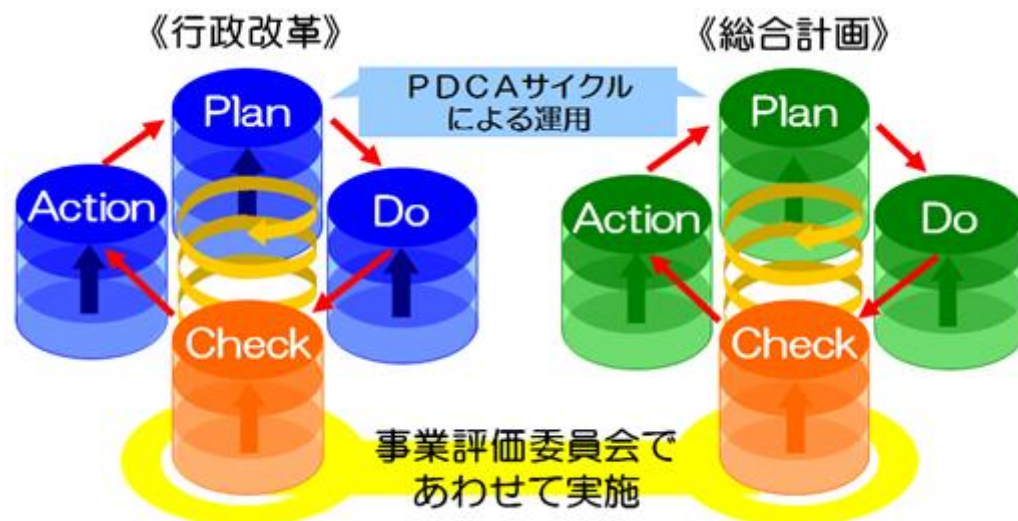 《行政改革》
《総合計画》
PDCAサイクル
による運用
Plan
Action
Do
Check
Plan
Action
Do
Check
事業評価委員会で
あわせて実施